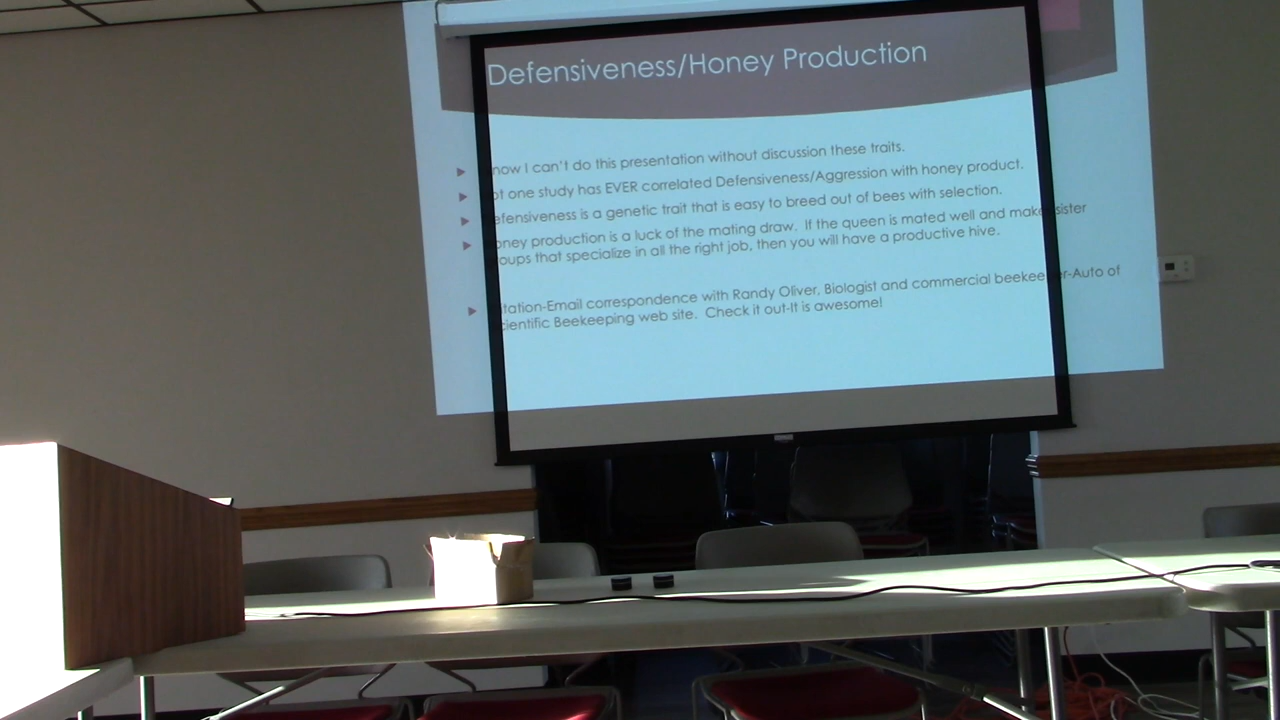 Defensiveness/Honey Production
now I can't do this presentation without discussion these traits.
ot one study has EVER correlated Defensiveness/Aggression with honey product.
efensiveness is a genetic trait that is easy to breed out of bees with selection.
oney production is a luck of the mating draw. If the queen is mated well and make sister
oups that specialize in all the right job, then you will have a productive hive.
tation-Email correspondence with Randy Oliver, Biologist and commercial beekeeper-Auto of
cientific Beekeeping web site. Check it out-It is awesome!